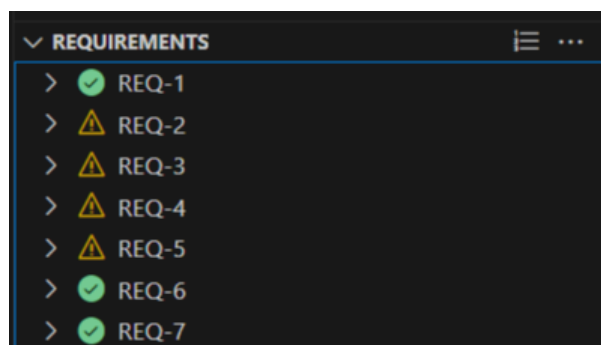 REQUIREMENTS
REQ-1
REQ-2
REQ-3
REQ-4
REQ-5
REQ-6
REQ-7